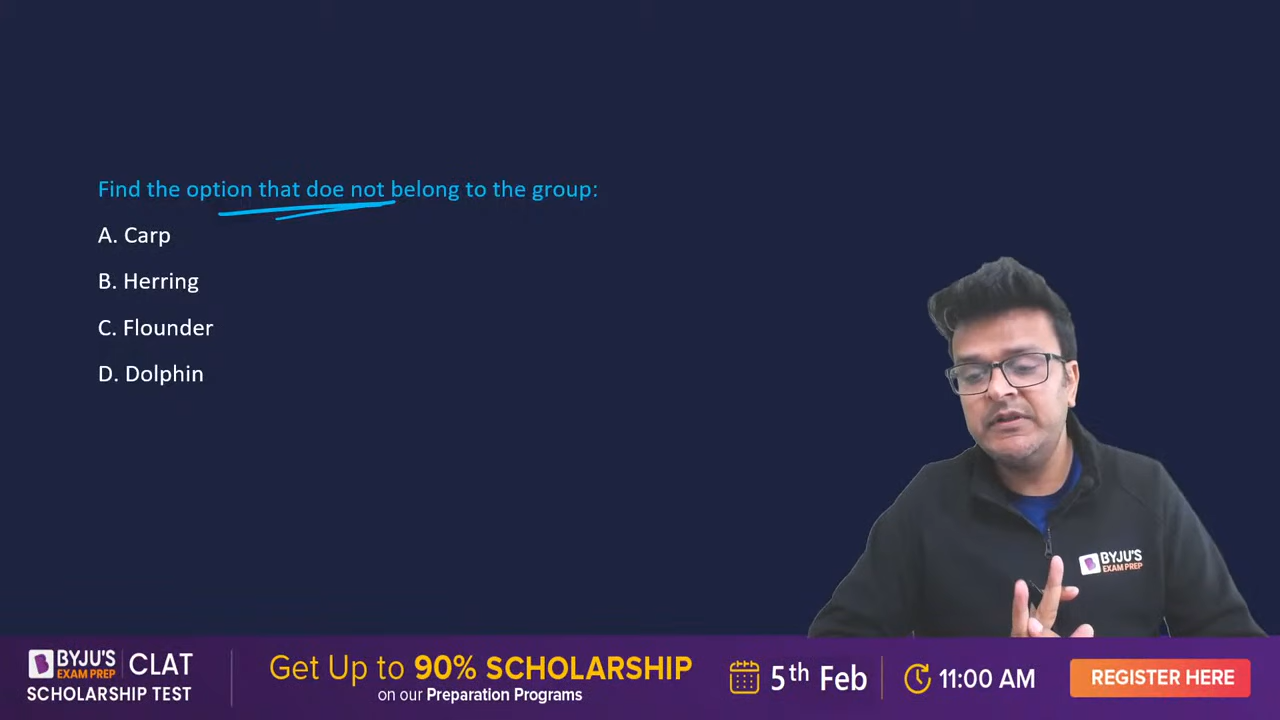 Find the option that doe not belong to the group:
A. Carp
B. Herring
C. Flounder
D. Dolphin
BYJU'S
EXAM PREP
BYJU'S
EXAM PREP
CLAT
SCHOLARSHIP TEST
Get Up to 90% SCHOLARSHIP
on our Preparation Programs
5th Feb
11:00 AM
REGISTER HERE